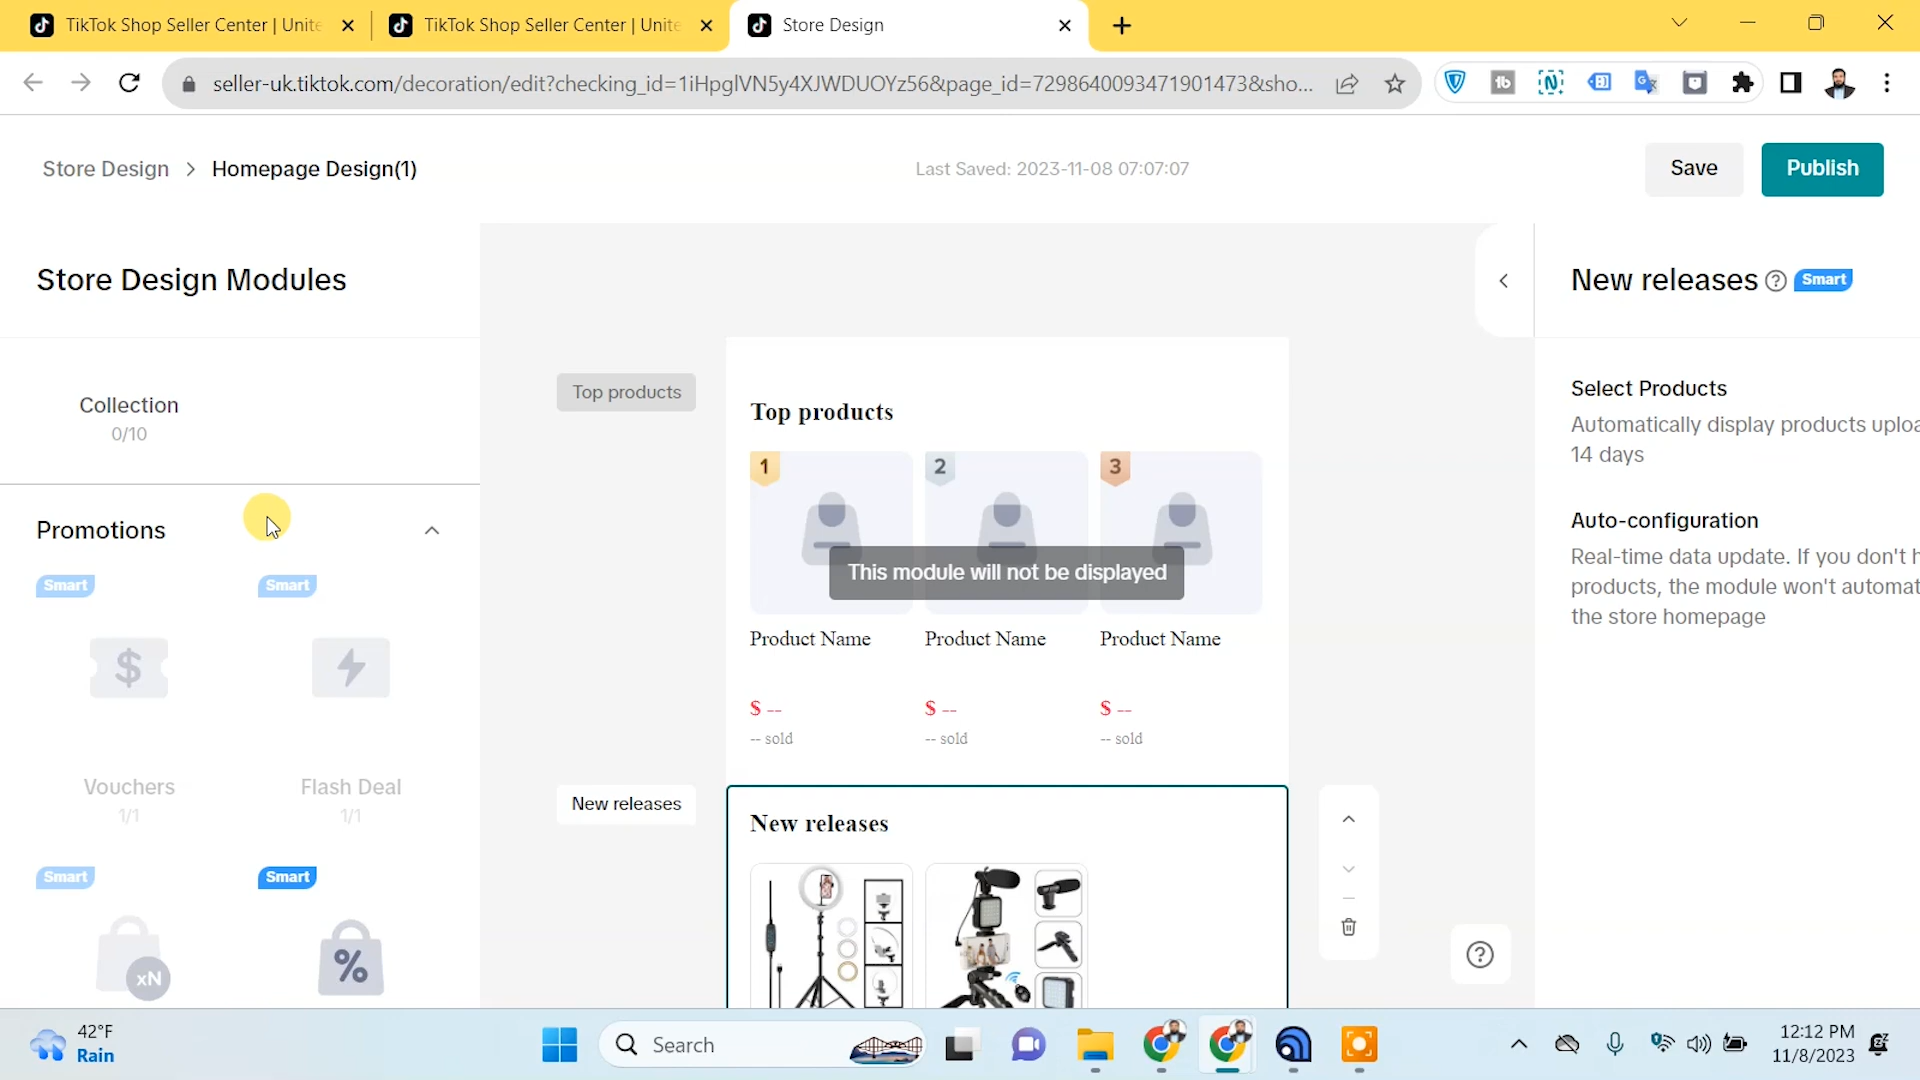 TikTok Shop Seller Center | Unite
TikTok Shop Seller Center | Unite
Store Design
seller-uk.tiktok.com/decoration/edit?checking_id=1iHpglVN5y4XJWDUOYz56&page_id=7298640093471901473&sho...
Store Design > Homepage Design(1)
Last Saved: 2023-11-08 07:07:07
Save
Publish
Store Design Modules
Collection
0/10
Promotions
Smart
Smart
$
Vouchers
1/1
Flash Deal
1/1
Smart
Smart
xN
%
Top products
Top products
1
2
3
This module will not be displayed
Product Name
Product Name
Product Name
$ --
$ --
$ --
-- sold
-- sold
-- sold
New releases
New releases
New releases
Smart
Select Products
Automatically display products uploa
14 days
Auto-configuration
Real-time data update. If you don't h
products, the module won't automat
the store homepage
42°F
Rain
Search
12:12 PM
11/8/2023